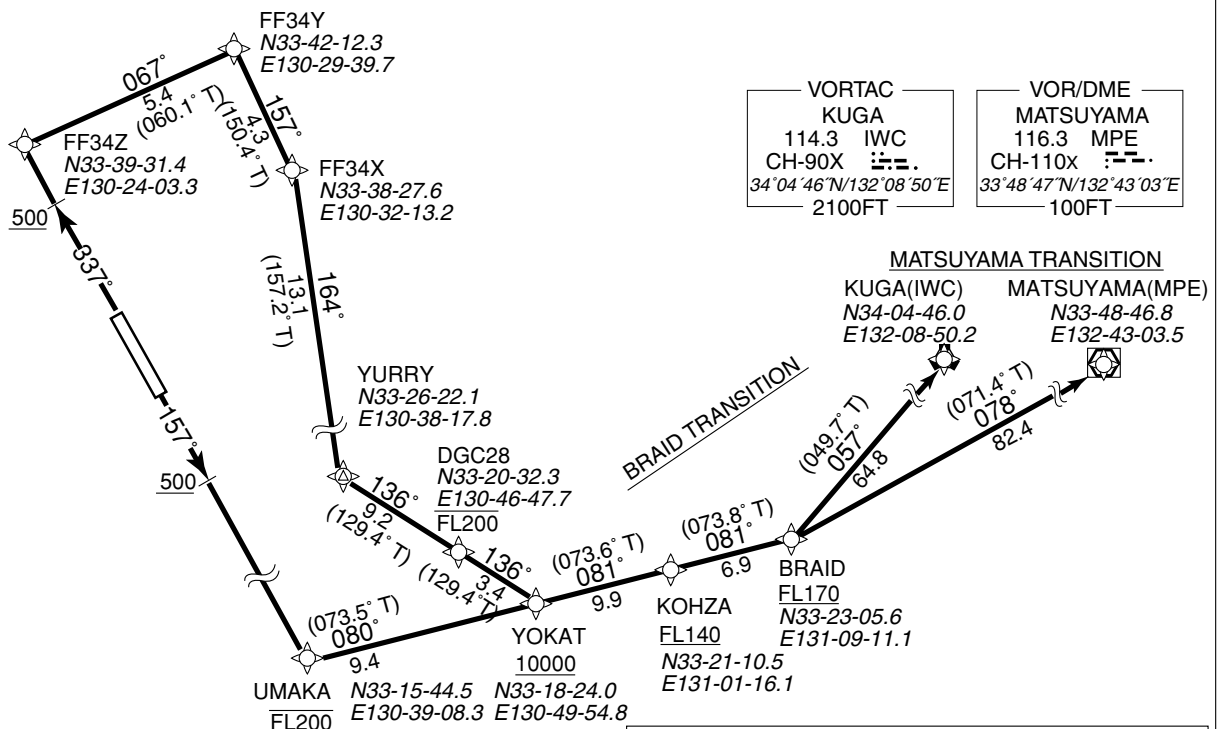 FF34Y
N33-42-12.3
E130-29-39.7
067°
5.4
(060.1° T)
157°
4.3
(150.4° T)
FF34Z
N33-39-31.4
E130-24-03.3
FF34X
N33-38-27.6
E130-32-13.2
500
337°
164°
13.1
(157.2° T)
VORTAC
KUGA
114.3 IWC
CH-90X
34°04´46˝N/132°08´50˝E
2100FT
VOR/DME
MATSUYAMA
116.3 MPE
CH-110x
33°48´47˝N/132°43´03˝E
100FT
MATSUYAMA TRANSITION
KUGA(IWC)
N34-04-46.0
E132-08-50.2
MATSUYAMA(MPE)
N33-48-46.8
E132-43-03.5
YURRY
N33-26-22.1
E130-38-17.8
BRAID TRANSITION
(049.7° T)
057°
64.8
(071.4° T)
078°
82.4
157°
500
DGC28
N33-20-32.3
E130-46-47.7
FL200
136°
9.2
(129.4° T)
136°
3.4
(129.4° T)
(073.6° T)
081°
9.9
(073.8° T)
081°
6.9
BRAID
FL170
N33-23-05.6
E131-09-11.1
KOHZA
FL140
N33-21-10.5
E131-01-16.1
(073.5° T)
080°
9.4
YOKAT
10000
N33-18-24.0
E130-49-54.8
UMAKA
FL200
N33-15-44.5
E130-39-08.3